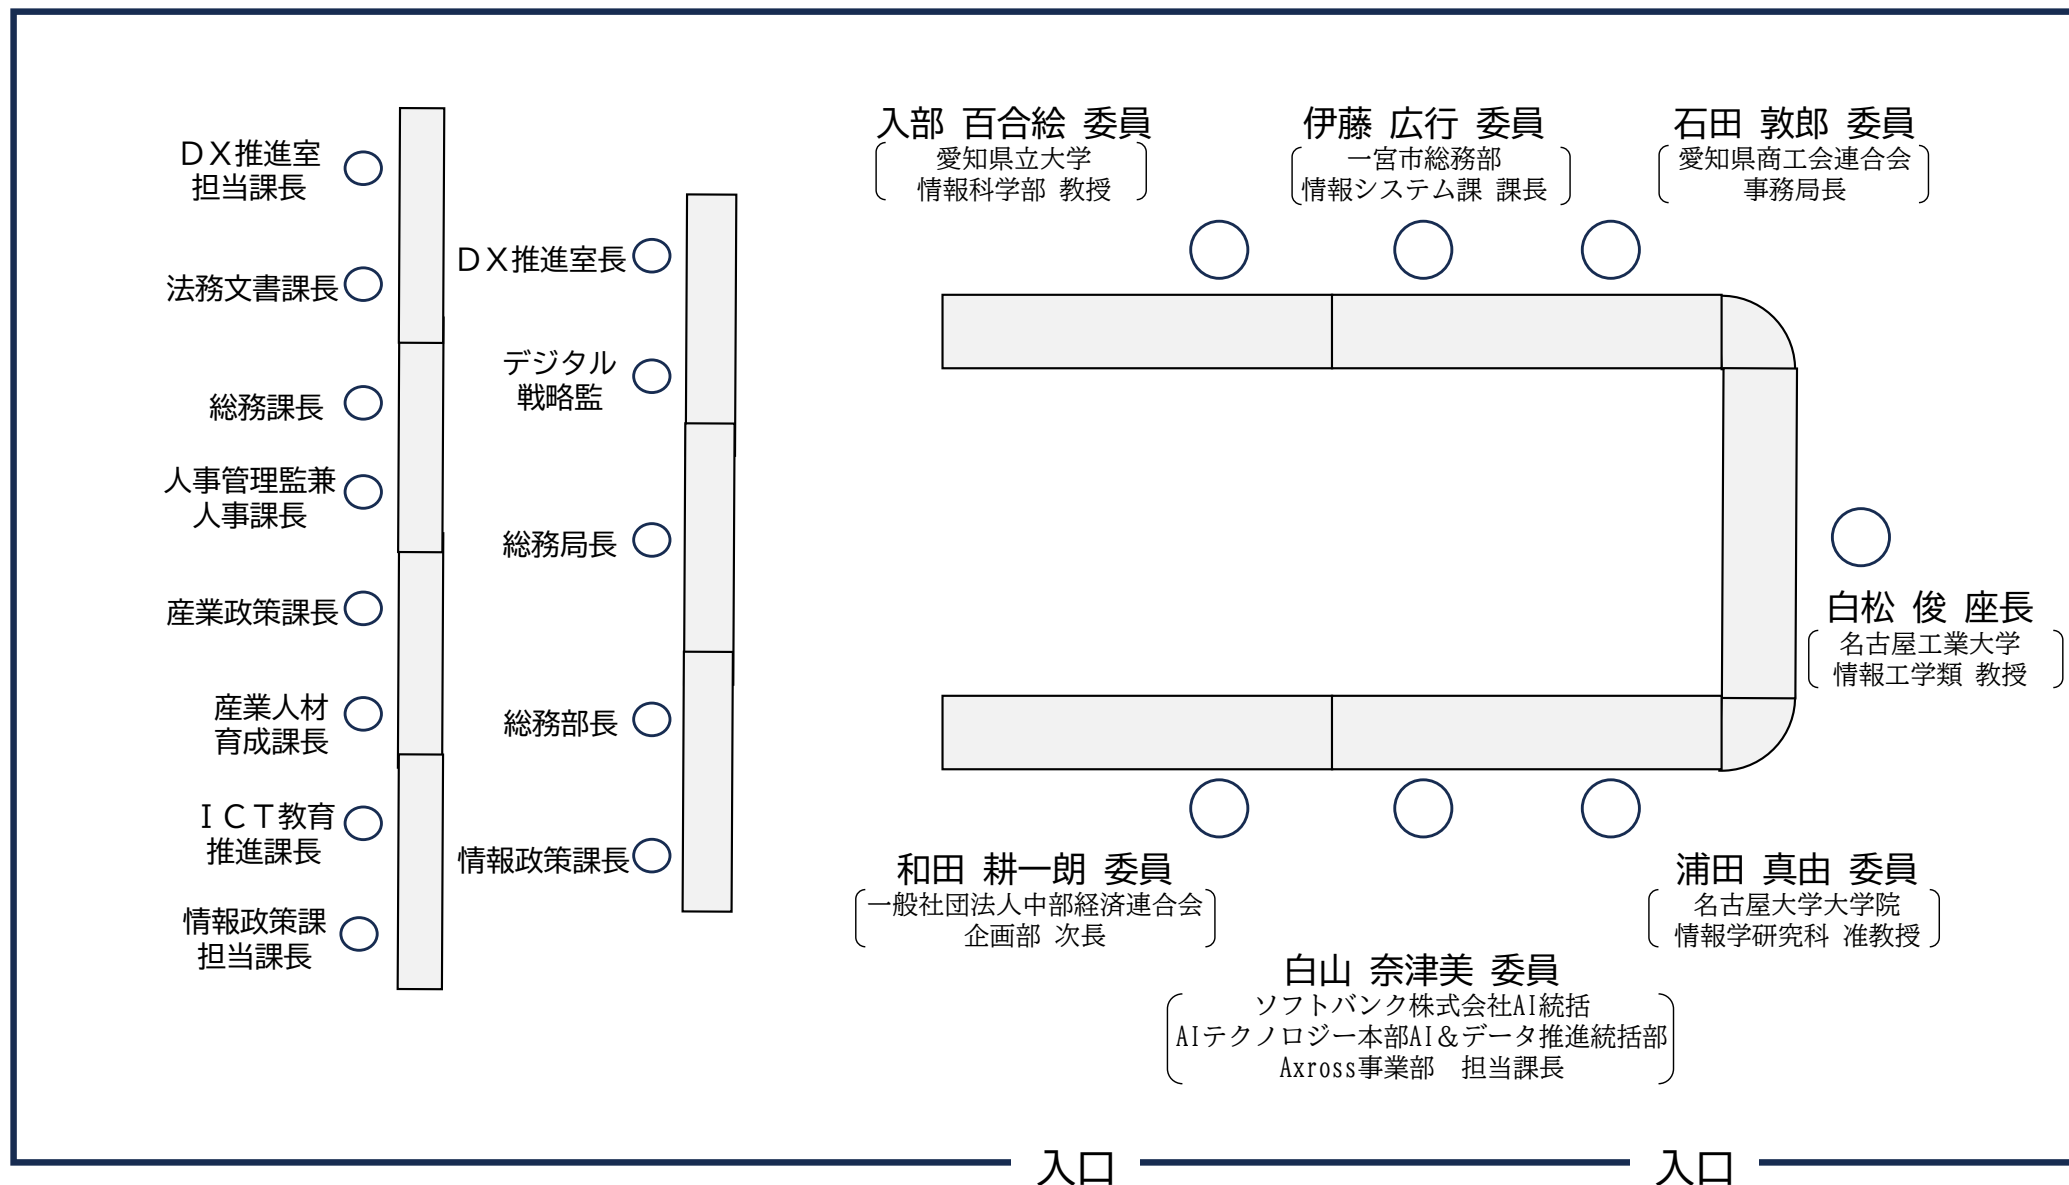 ＤＸ推進室
担当課長
法務文書課長
総務課長
人事管理監兼
人事課長
産業政策課長
産業人材
育成課長
ＩＣＴ教育
推進課長
情報政策課
担当課長
ＤＸ推進室長
デジタル
戦略監
総務局長
総務部長
情報政策課長
入部 百合絵 委員
愛知県立大学
情報科学部 教授
伊藤 広行 委員
一宮市総務部
情報システム課 課長
石田 敦郎 委員
愛知県商工会連合会
事務局長
白松 俊 座長
名古屋工業大学
情報工学類 教授
和田 耕一朗 委員
一般社団法人中部経済連合会
企画部 次長
白山 奈津美 委員
ソフトバンク株式会社AI統括
AIテクノロジー本部AI＆データ推進統括部
Axross事業部　担当課長
浦田 真由 委員
名古屋大学大学院
情報学研究科 准教授
入口
入口